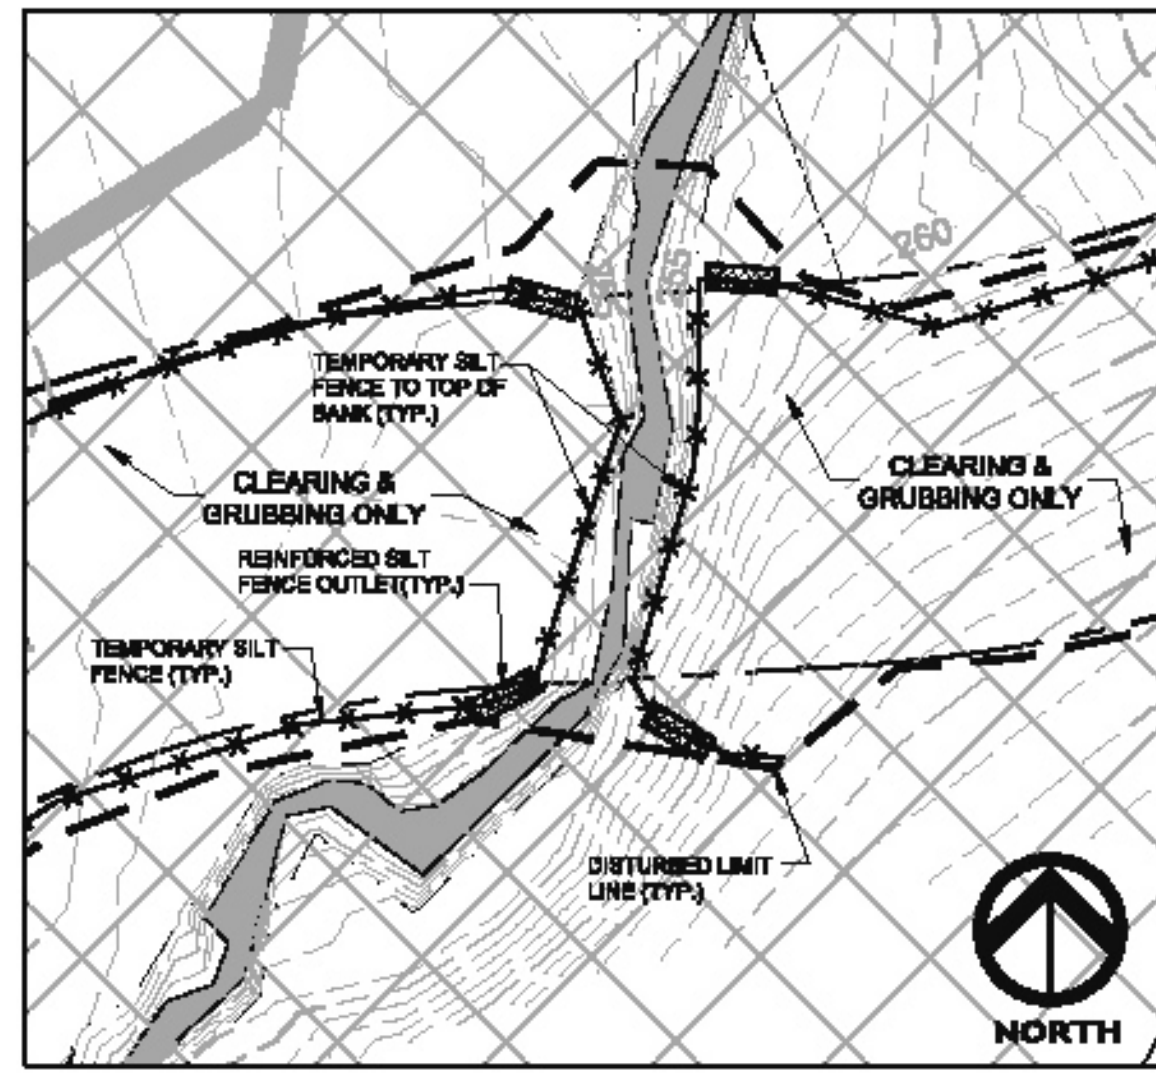 260
265
TEMPORARY SILT
FENCE TO TOP OF
BANK (TYP.)
CLEARING &
GRUBBING ONLY
CLEARING &
GRUBBING ONLY
REINFORCED SILT
FENCE OUTLET(TYP.)
TEMPORARY SILT
FENCE (TYP.)
DISTURBED LIMIT
LINE (TYP.)
NORTH